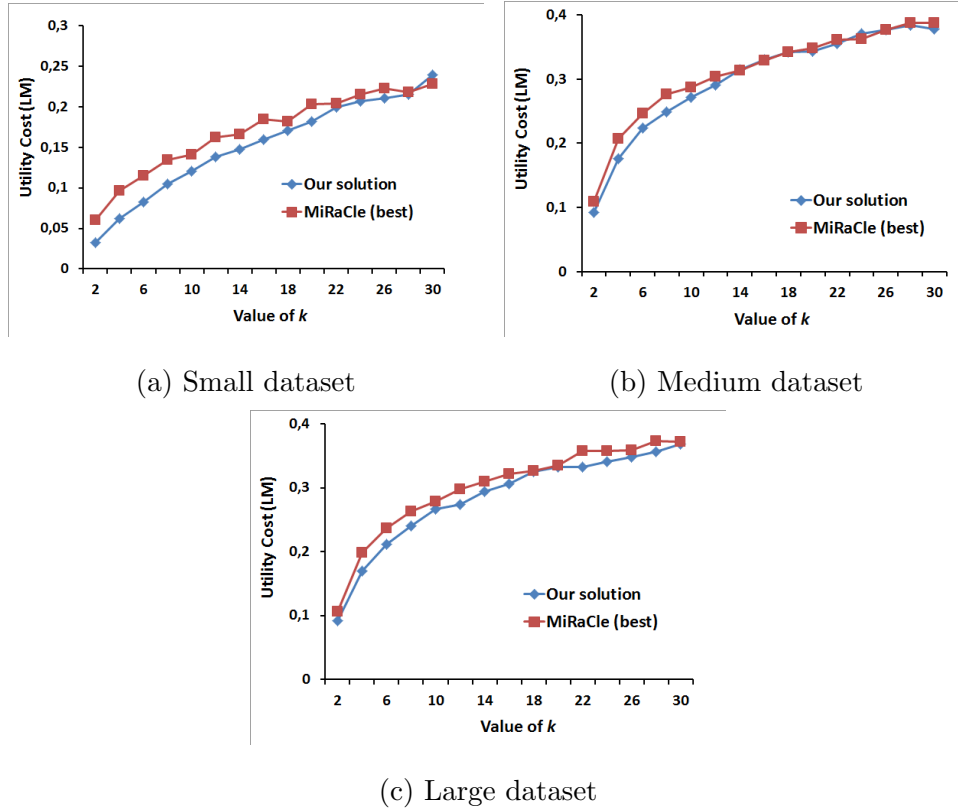 0,3
0,25
0,2
0,15
0,1
0,05
0
Utility Cost (LM)
Our solution
MiRaCle (best)
2 6 10 14 18 22 26 30
Value of k
(a) Small dataset
0,4
0,3
0,2
0,1
0
Utility Cost (LM)
Our solution
MiRaCle (best)
2 6 10 14 18 22 26 30
Value of k
(b) Medium dataset
0,4
0,3
0,2
0,1
0
Utility Cost (LM)
Our solution
MiRaCle (best)
2 6 10 14 18 22 26 30
Value of k
(c) Large dataset